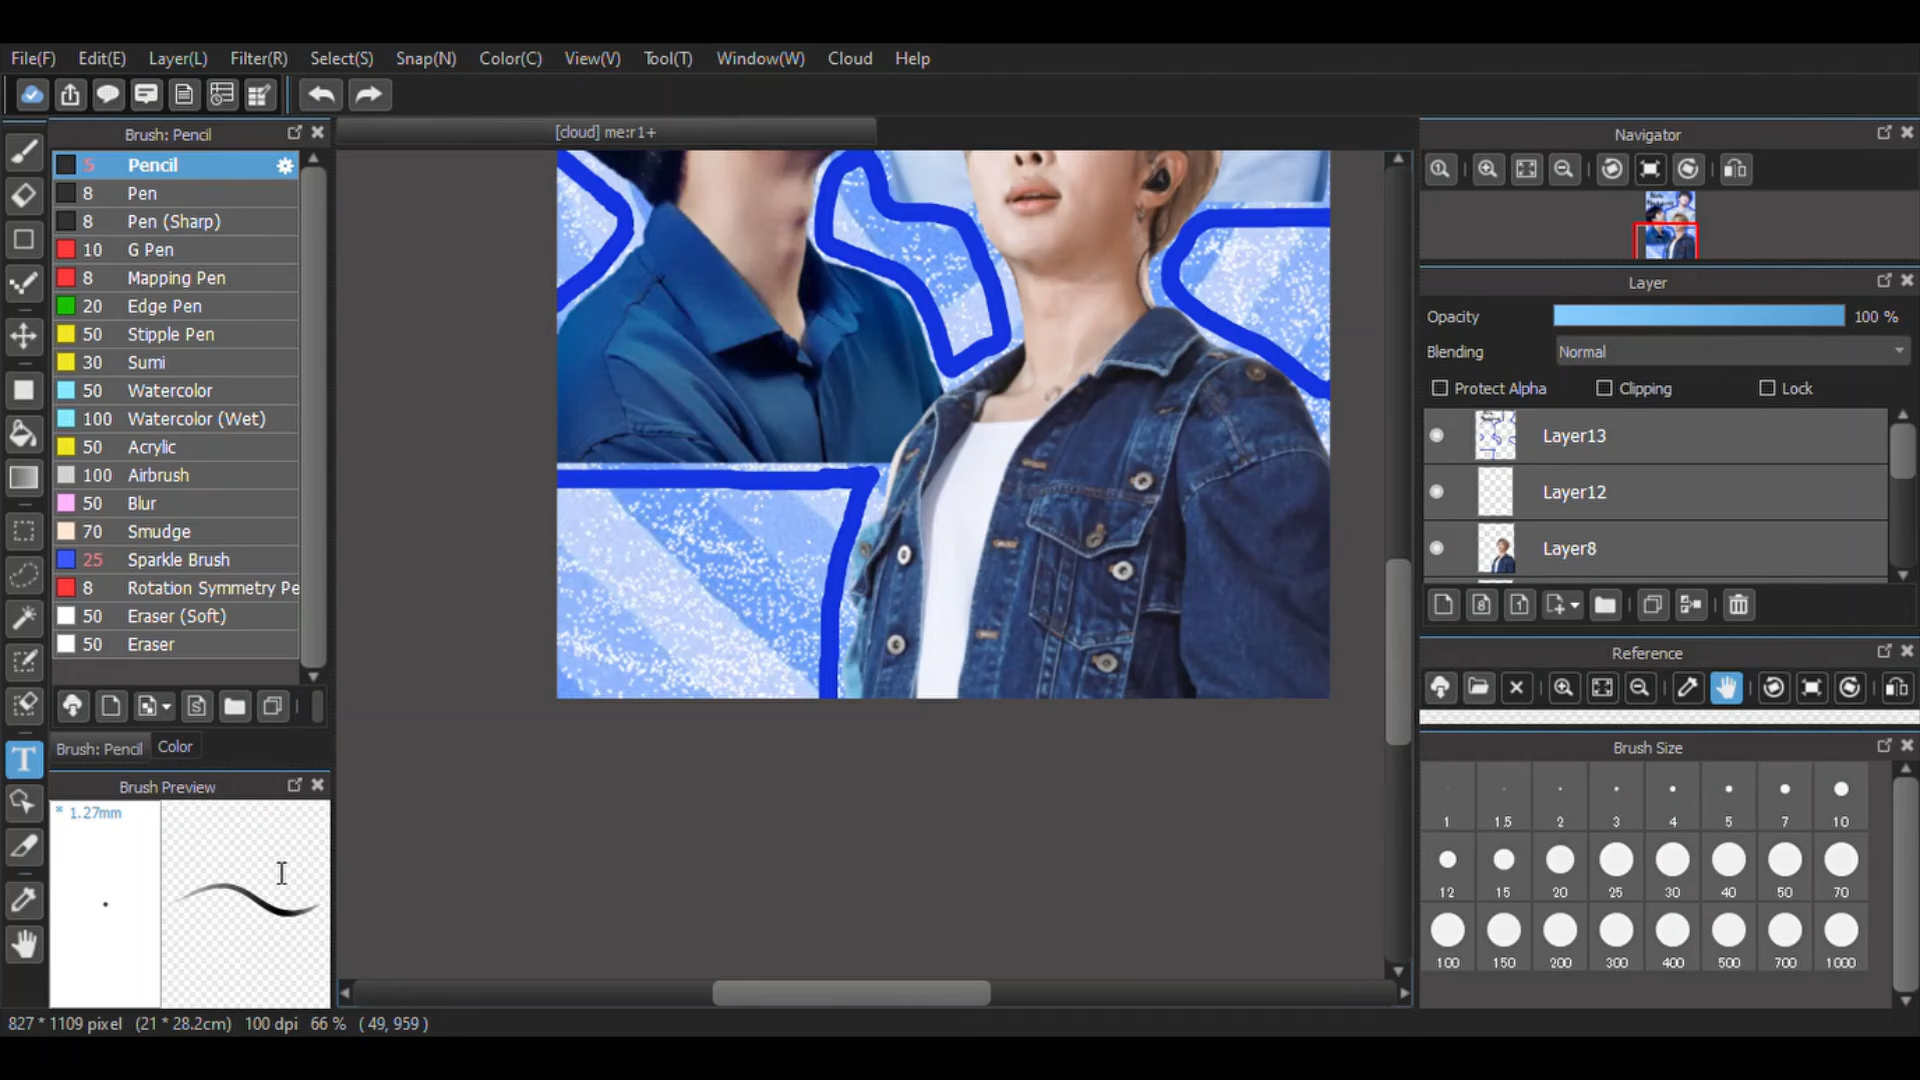 File(F) Edit(E) Layer(L) Filter(R) Select(S) Snap(N) Color(C) View(V) Tool(T) Window(W) Cloud Help
Brush: Pencil
[cloud] me:r1+
Navigator
5 Pencil
8 Pen
8 Pen (Sharp)
10 G Pen
8 Mapping Pen
20 Edge Pen
50 Stipple Pen
30 Sumi
50 Watercolor
100 Watercolor (Wet)
50 Acrylic
100 Airbrush
50 Blur
70 Smudge
25 Sparkle Brush
8 Rotation Symmetry Pe
50 Eraser (Soft)
50 Eraser
Brush: Pencil Color
Brush Preview
* 1.27mm
Layer
Opacity 100 %
Blending Normal
Protect Alpha Clipping Lock
Layer13
Layer12
Layer8
Reference
Brush Size
1 1.5 2 3 4 5 7 10
12 15 20 25 30 40 50 70
100 150 200 300 400 500 700 1000
827 * 1109 pixel (21 * 28.2cm) 100 dpi 66 % ( 49, 959 )